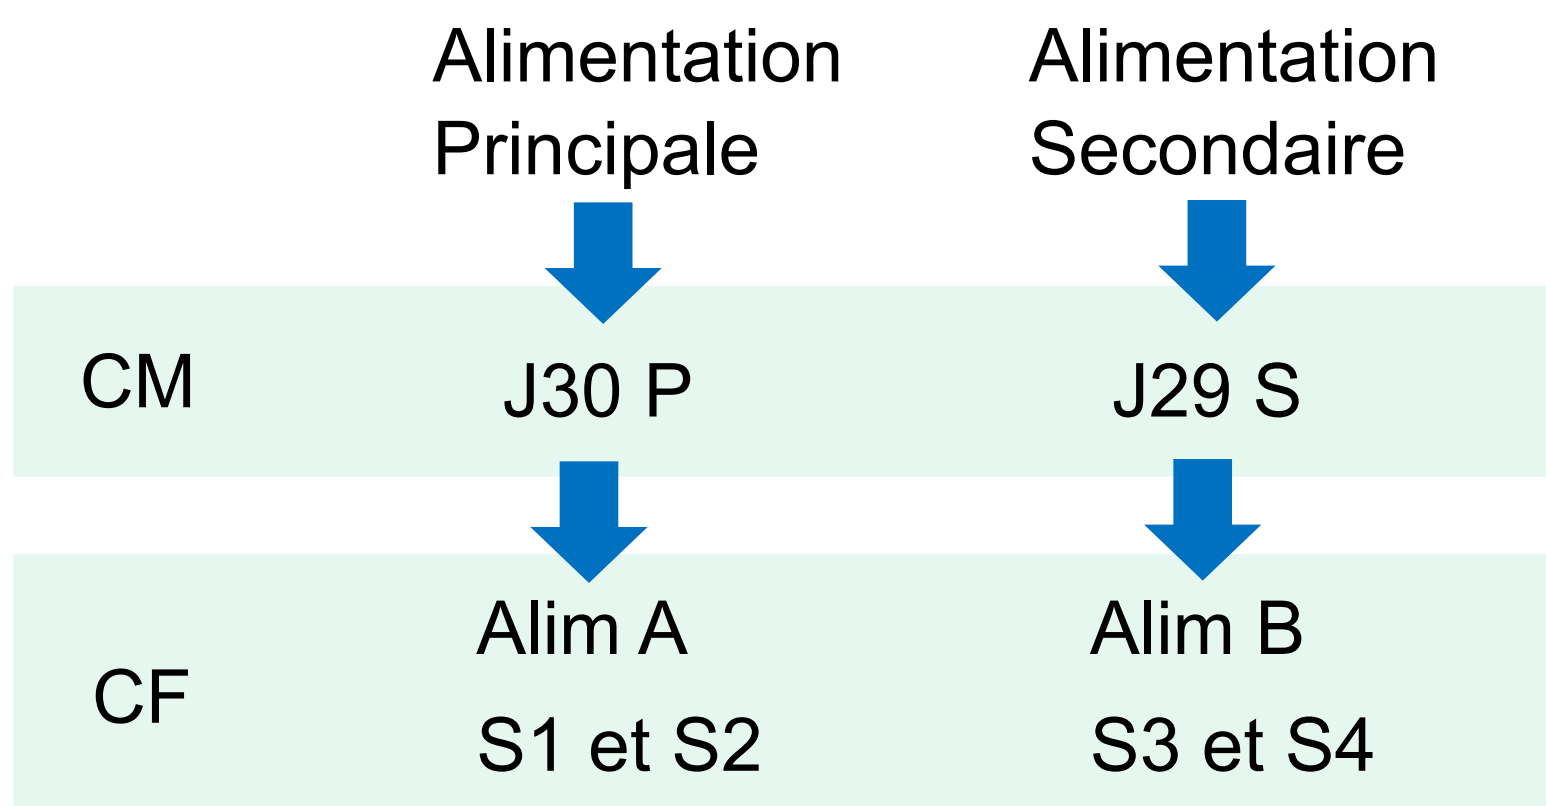 Alimentation
Principale
Alimentation
Secondaire
CM
J30 P
J29 S
CF
Alim A
S1 et S2
Alim B
S3 et S4